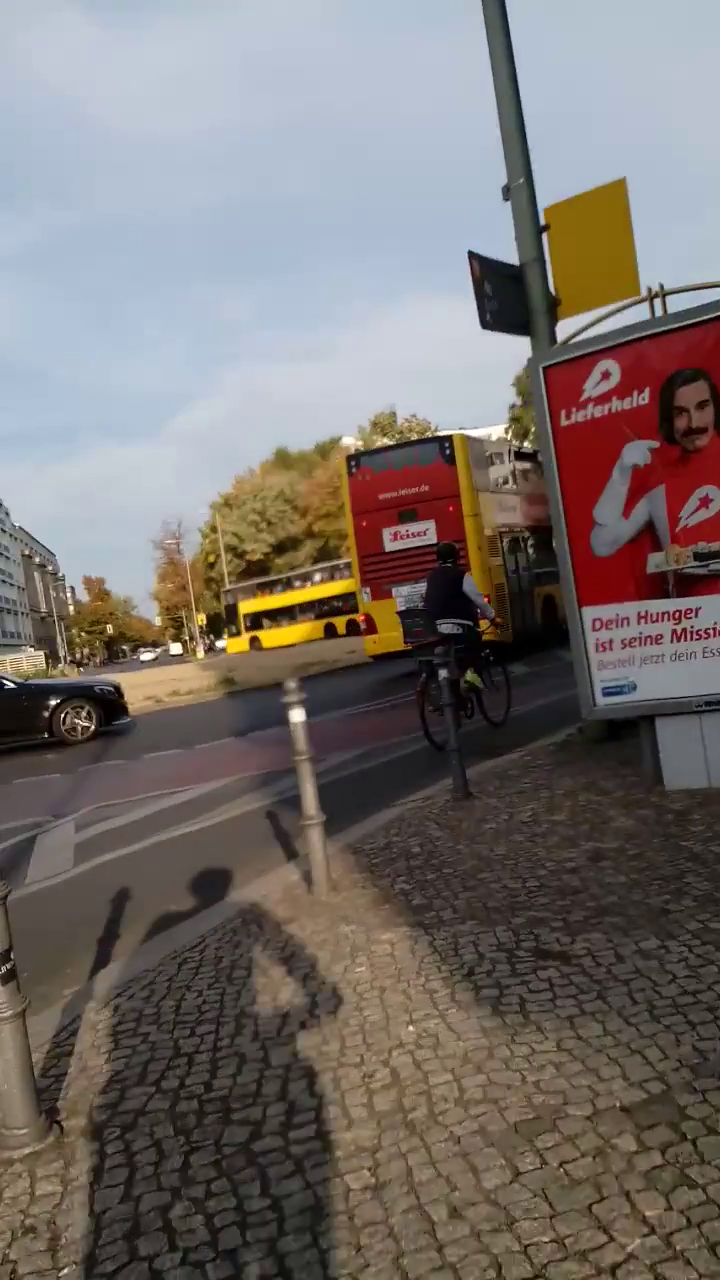 www.leiser.de
Leiser
Lieferheld
Dein Hunger
ist seine Missi
Bestell jetzt dein Ess